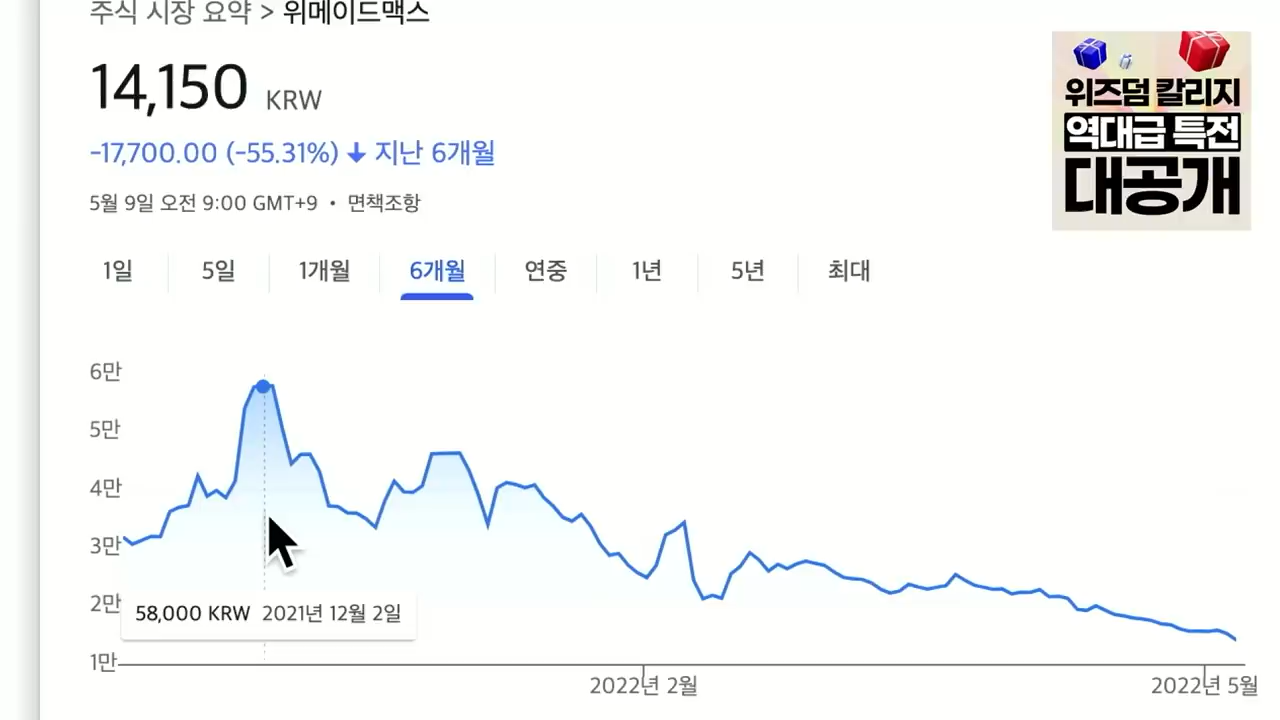 주식 시장 요약 > 위메이드맥스
14,150 KRW
-17,700.00 (-55.31%) ↓ 지난 6개월
5월 9일 오전 9:00 GMT+9 • 면책조항
1일 5일 1개월 6개월 연중 1년 5년 최대
위즈덤 칼리지
역대급 특전
대공개
6만
5만
4만
3만
2만
58,000 KRW 2021년 12월 2일
1만
2022년 2월 2022년 5월